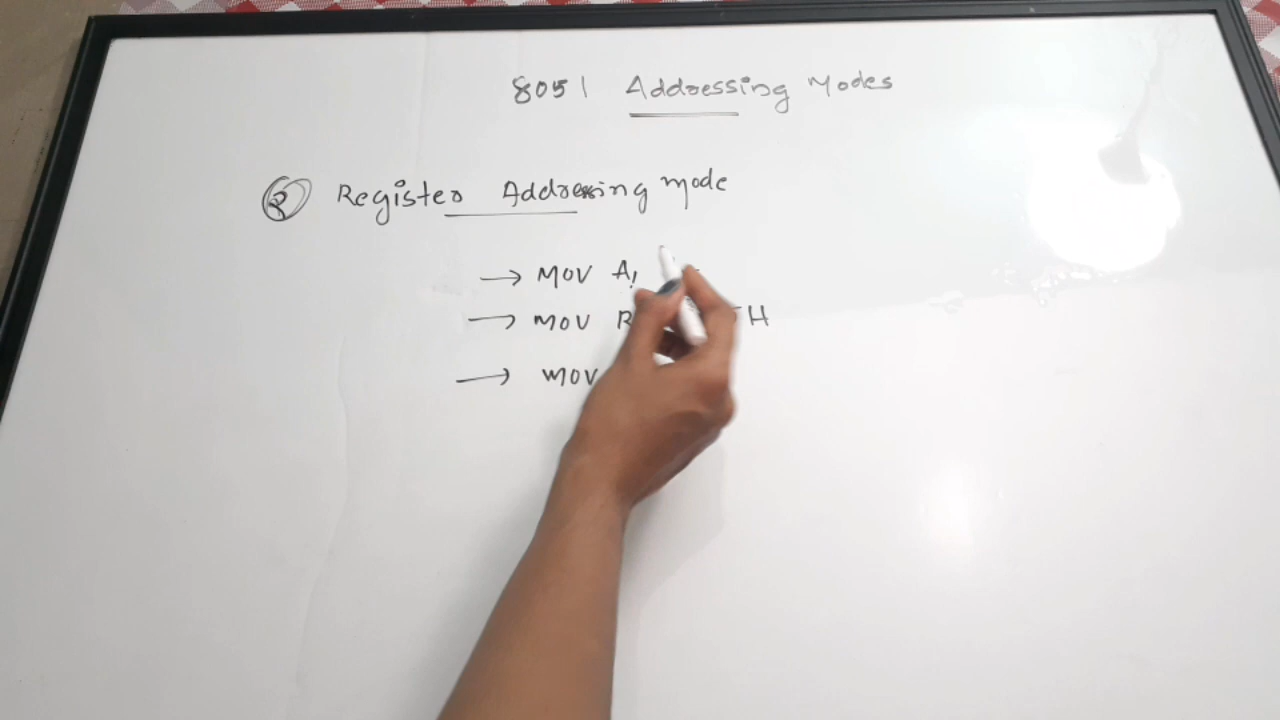 8051 Addressing Modes
② Register Addressing mode
→ MOV A,
→ MOV R H
→ MOV